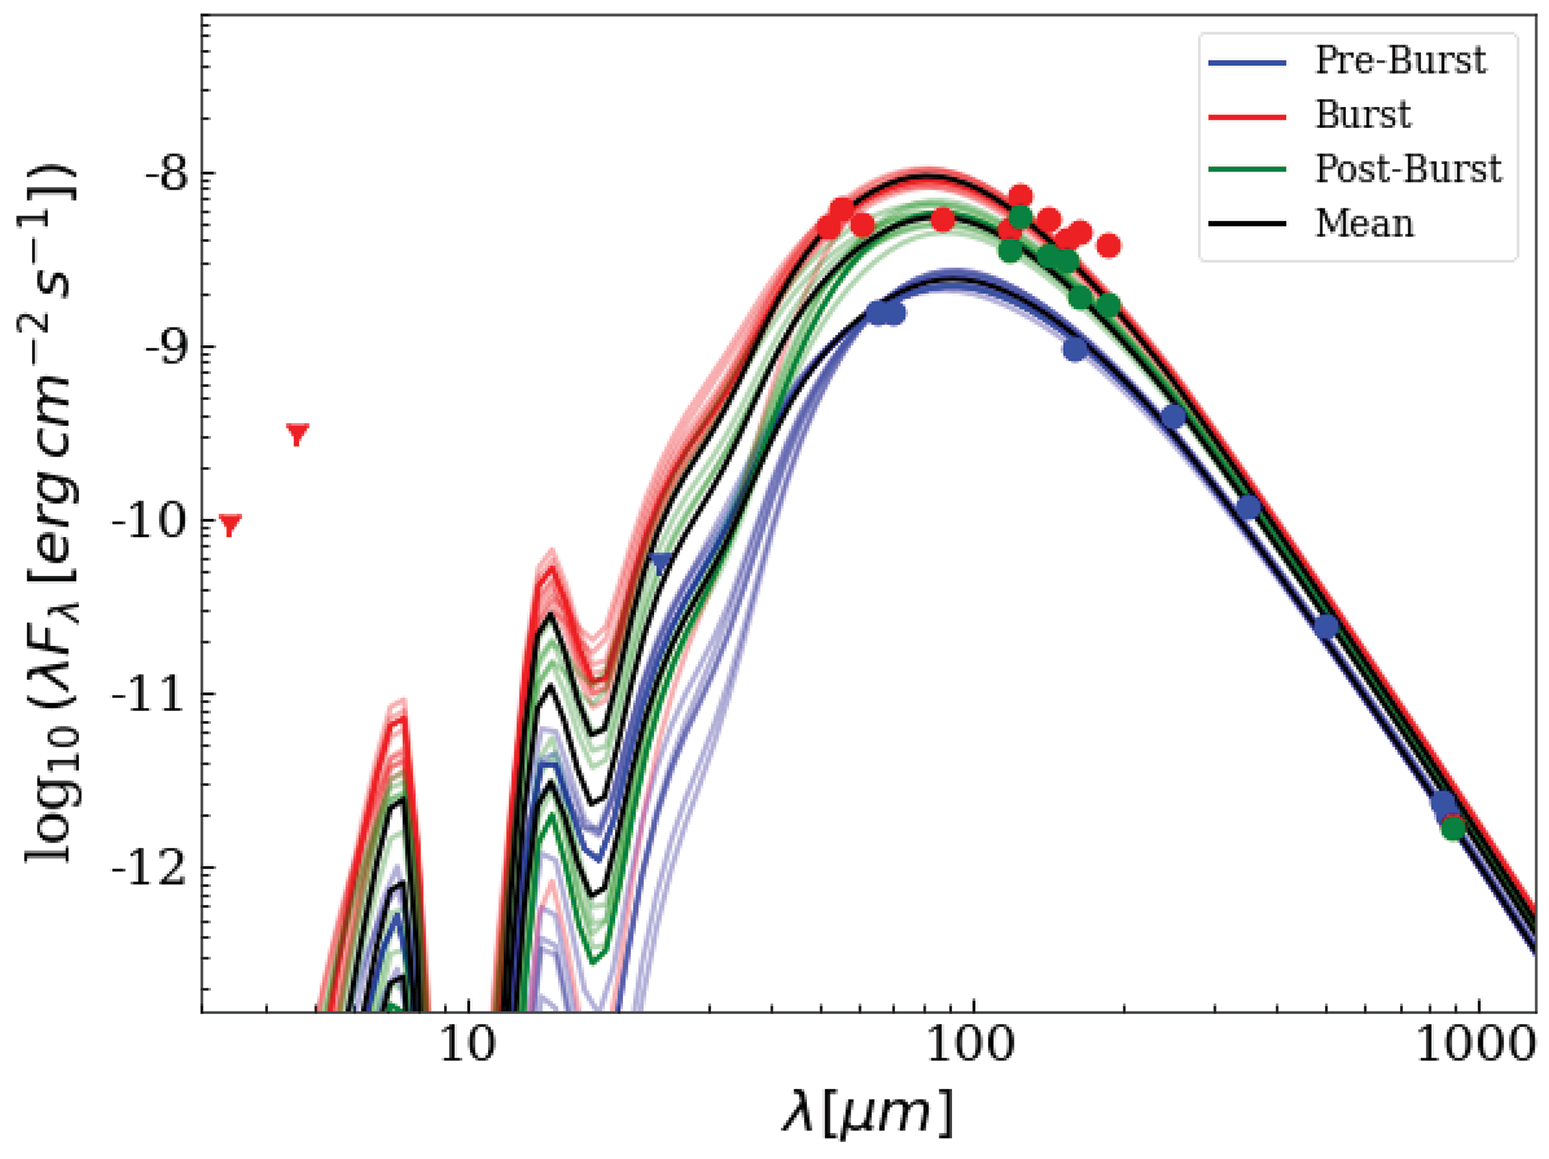 Pre-Burst
Burst
Post-Burst
Mean
log₁₀(λF_λ [erg cm⁻² s⁻¹])
-8
-9
-10
-11
-12
10 100 1000
λ[μm]